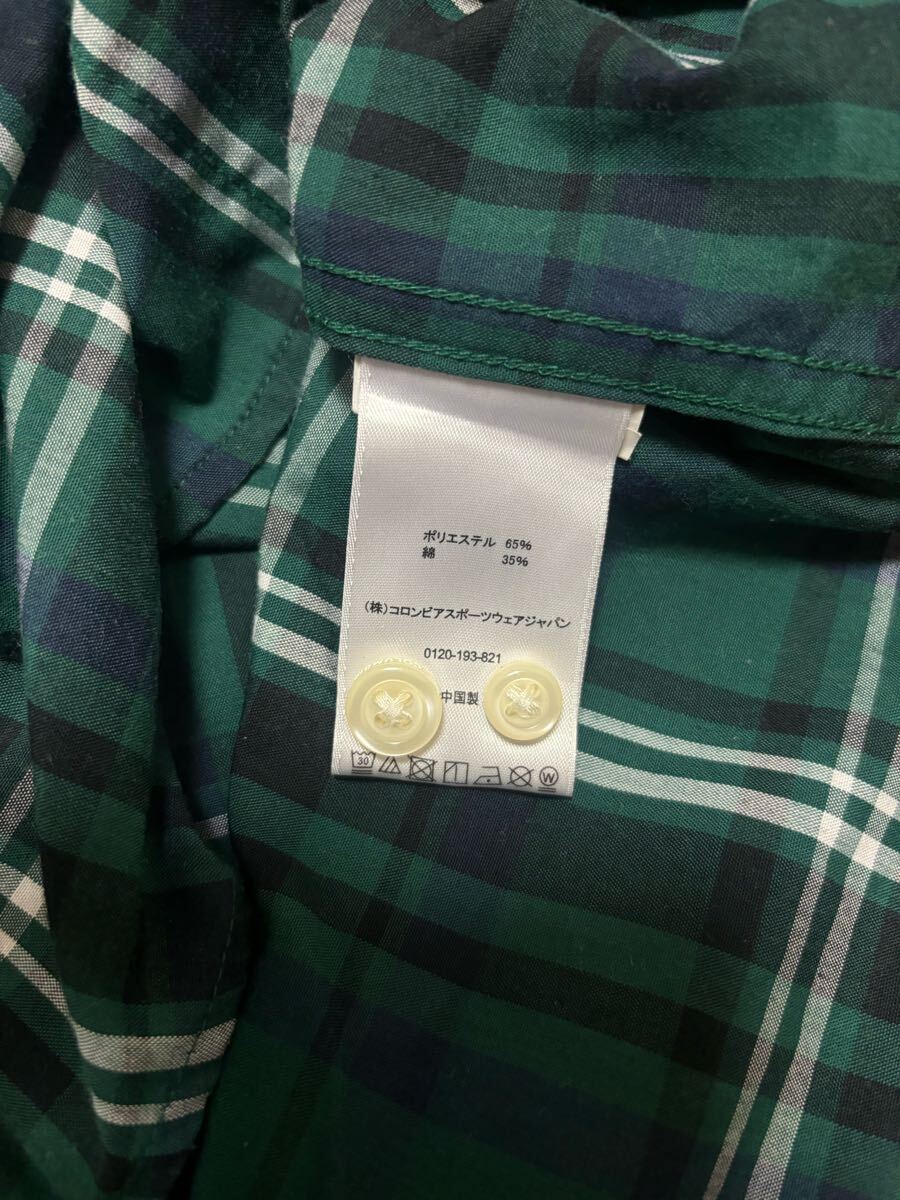 ポリエステル 65%
綿 35%
(株)コロンビアスポーツウェアジャパン
0120-193-821
中国製
30
W